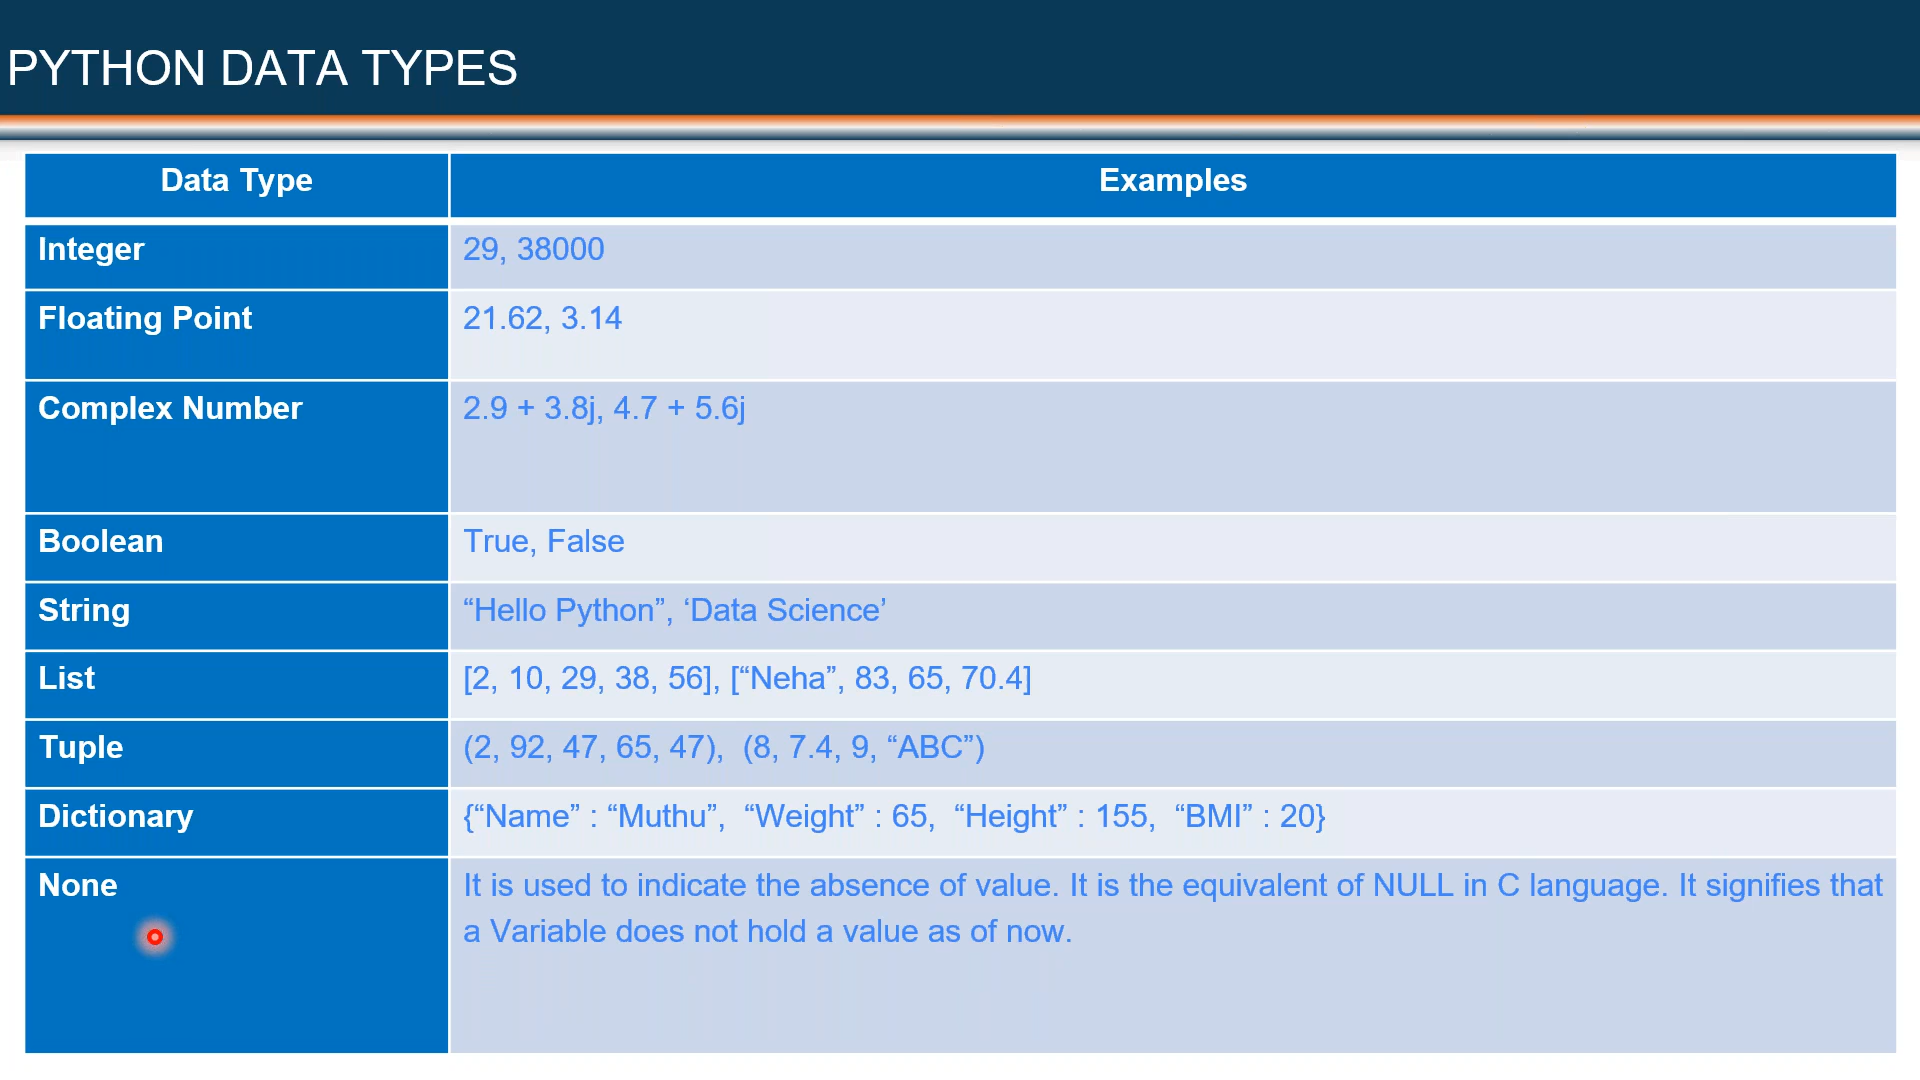 PYTHON DATA TYPES
Data Type Examples
Integer 29, 38000
Floating Point 21.62, 3.14
Complex Number 2.9 + 3.8j, 4.7 + 5.6j
Boolean True, False
String “Hello Python”, ‘Data Science’
List [2, 10, 29, 38, 56], [“Neha”, 83, 65, 70.4]
Tuple (2, 92, 47, 65, 47), (8, 7.4, 9, “ABC”)
Dictionary {“Name” : “Muthu”, “Weight” : 65, “Height” : 155, “BMI” : 20}
None It is used to indicate the absence of value. It is the equivalent of NULL in C language. It signifies that
a Variable does not hold a value as of now.